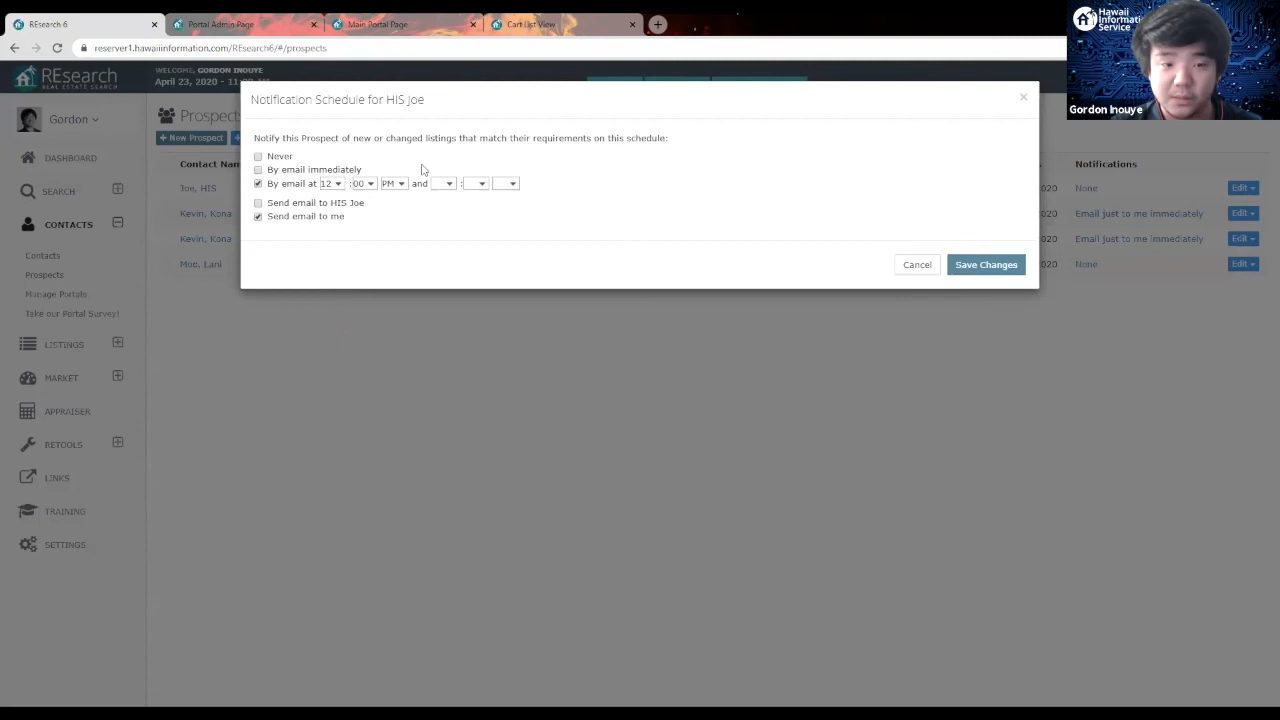 REsearch 6
Portal Admin Page
Main Portal Page
Cart List View
reserver1.hawaiiinformation.com/REsearch6/#/prospects
Hawaii
Information
Service
Gordon Inouye
REsearch
REAL ESTATE SEARCH
WELCOME, GORDON INOUYE
April 23, 2020 - 11:
Gordon
DASHBOARD
SEARCH
CONTACTS
Contacts
Prospects
Manage Portals
Take our Portal Survey!
LISTINGS
MARKET
APPRAISER
RETOOLS
LINKS
TRAINING
SETTINGS
Prospects
+ New Prospect
Contact Nam
Notifications
Joe, HIS
2020 None Edit
Kevin, Kona
020 Email just to me immediately Edit
Kevin, Kona
020 Email just to me immediately Edit
Moo, Lani
020 None Edit
Notification Schedule for HIS Joe
×
Notify this Prospect of new or changed listings that match their requirements on this schedule:
Never
By email immediately
By email at 12 :00 PM and :
Send email to HIS Joe
Send email to me
Cancel
Save Changes